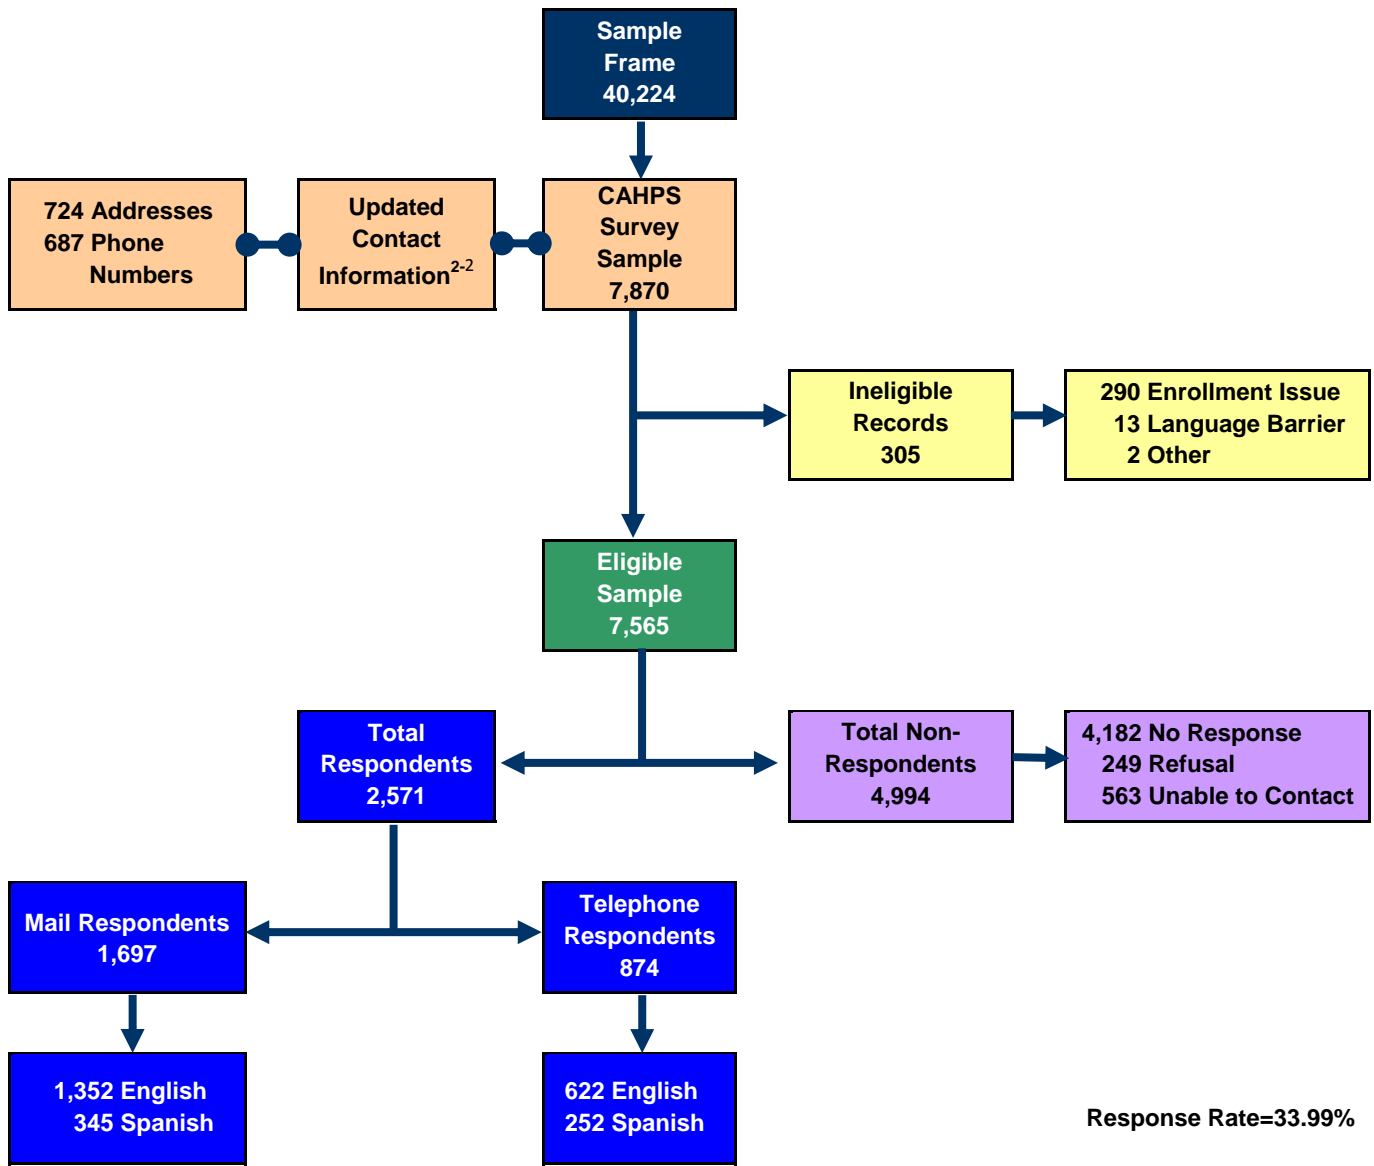 Sample
Frame
40,224
724 Addresses
687 Phone
Numbers
Updated
Contact
Information2-2
CAHPS
Survey
Sample
7,870
Ineligible
Records
305
290 Enrollment Issue
13 Language Barrier
2 Other
Eligible
Sample
7,565
Total
Respondents
2,571
Total Non-
Respondents
4,994
4,182 No Response
249 Refusal
563 Unable to Contact
Mail Respondents
1,697
Telephone
Respondents
874
1,352 English
345 Spanish
622 English
252 Spanish
Response Rate=33.99%